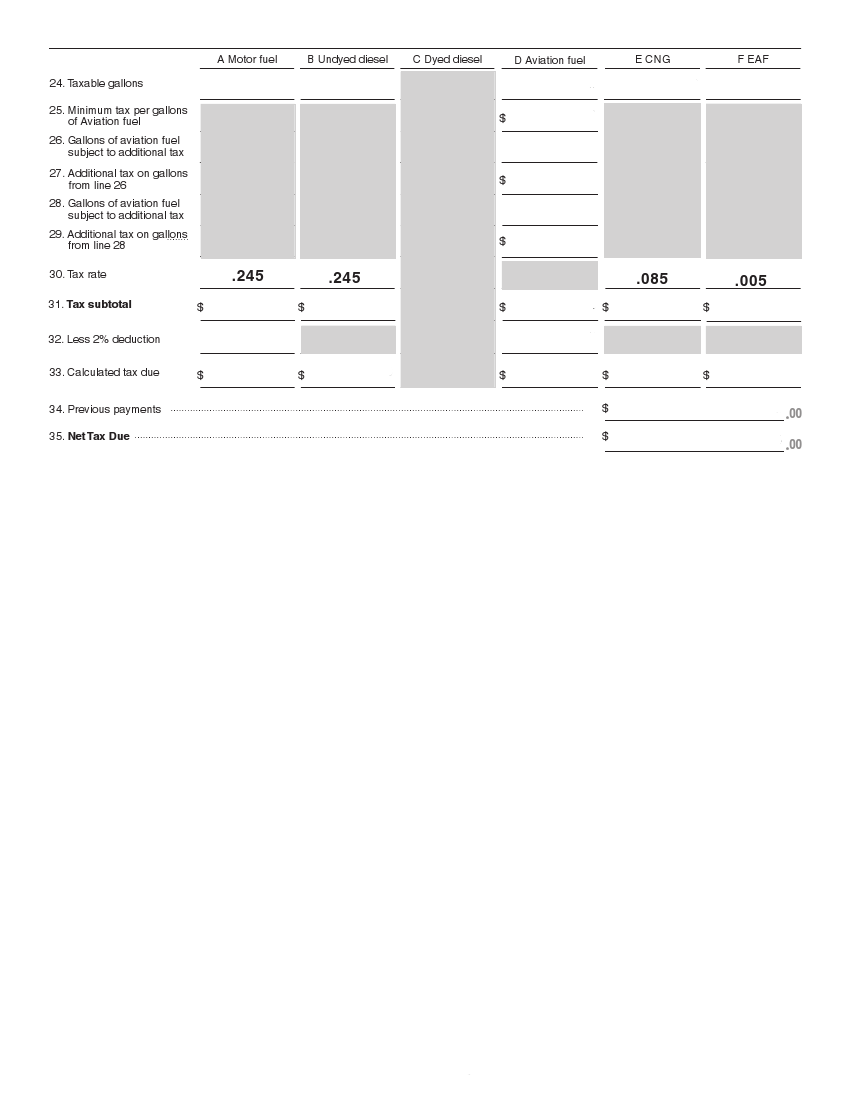 A Motor fuel B Undyed diesel C Dyed diesel D Aviation fuel E CNG F EAF
24. Taxable gallons
25. Minimum tax per gallons
of Aviation fuel
$
26. Gallons of aviation fuel
subject to additional tax
27. Additional tax on gallons
from line 26
$
28. Gallons of aviation fuel
subject to additional tax
29. Additional tax on gallons
from line 28
$
30. Tax rate .245 .245 .085 .005
31. Tax subtotal $ $ $ $ $
32. Less 2% deduction
33. Calculated tax due $ $ $ $ $
34. Previous payments $ .00
35. Net Tax Due $ .00